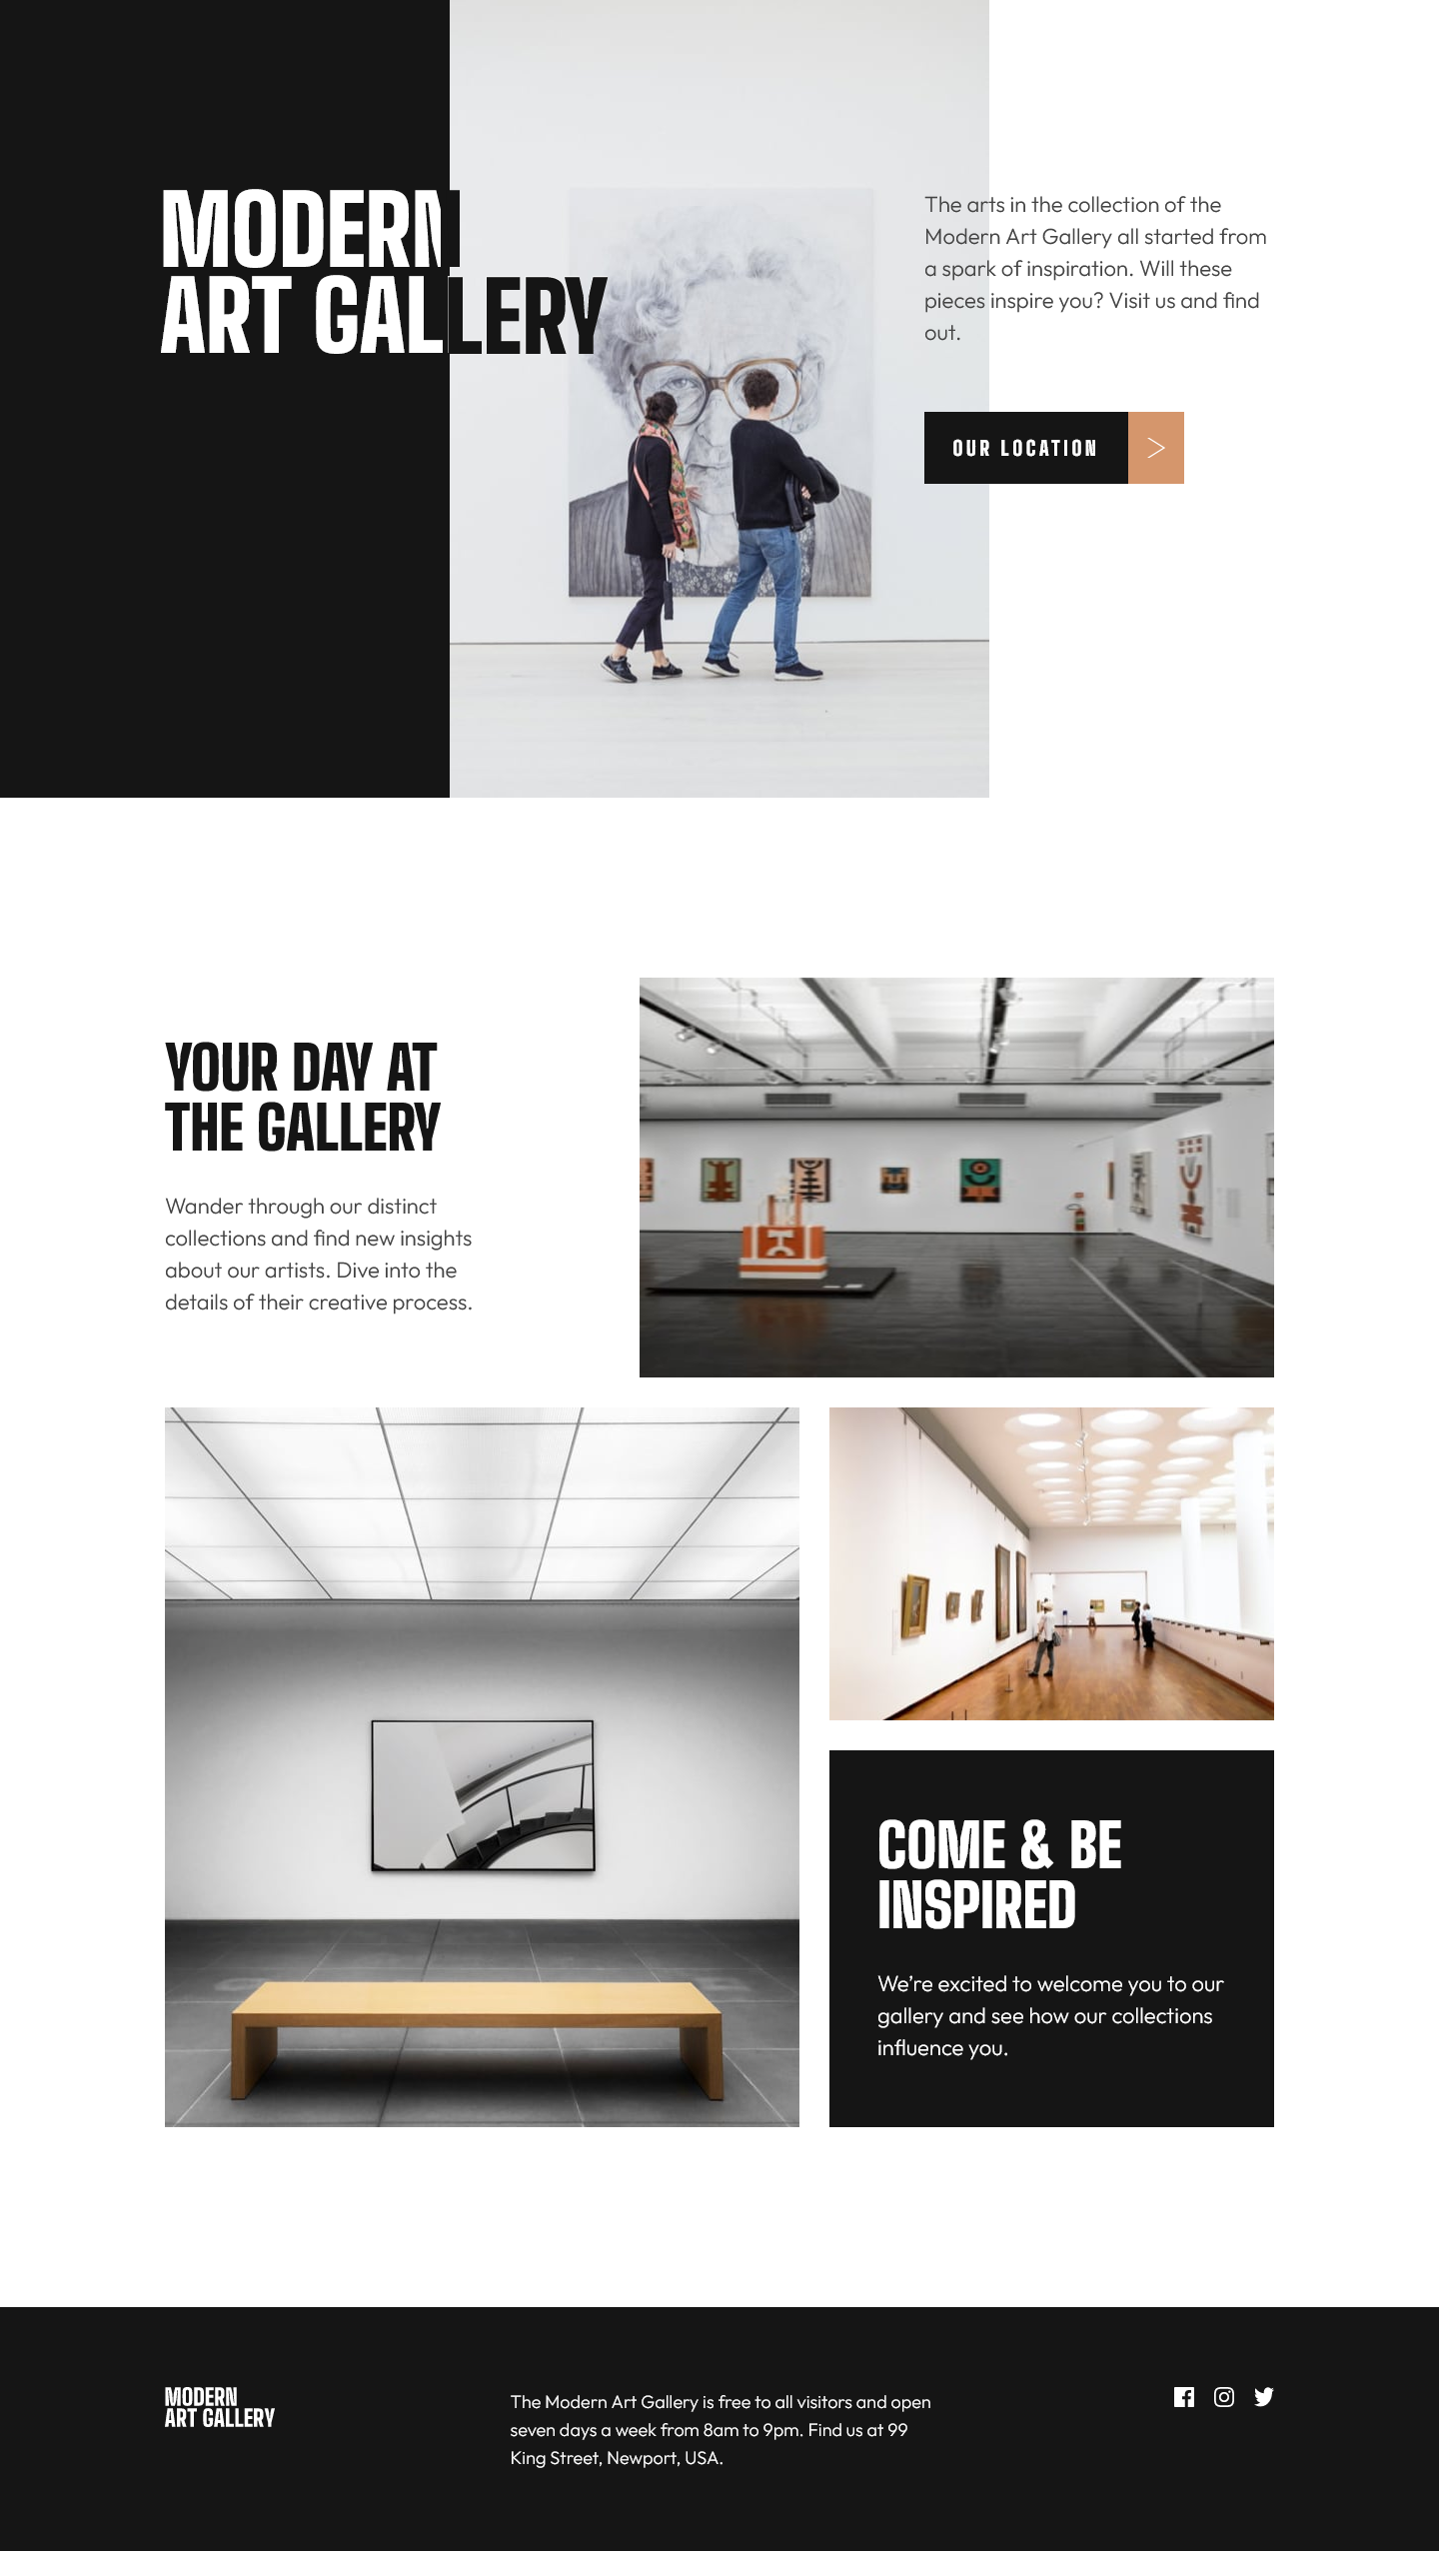 MODERN
ART GALLERY
The arts in the collection of the
Modern Art Gallery all started from
a spark of inspiration. Will these
pieces inspire you? Visit us and find
out.
OUR LOCATION
YOUR DAY AT
THE GALLERY
Wander through our distinct
collections and find new insights
about our artists. Dive into the
details of their creative process.
COME & BE
INSPIRED
We’re excited to welcome you to our
gallery and see how our collections
influence you.
MODERN
ART GALLERY
The Modern Art Gallery is free to all visitors and open
seven days a week from 8am to 9pm. Find us at 99
King Street, Newport, USA.